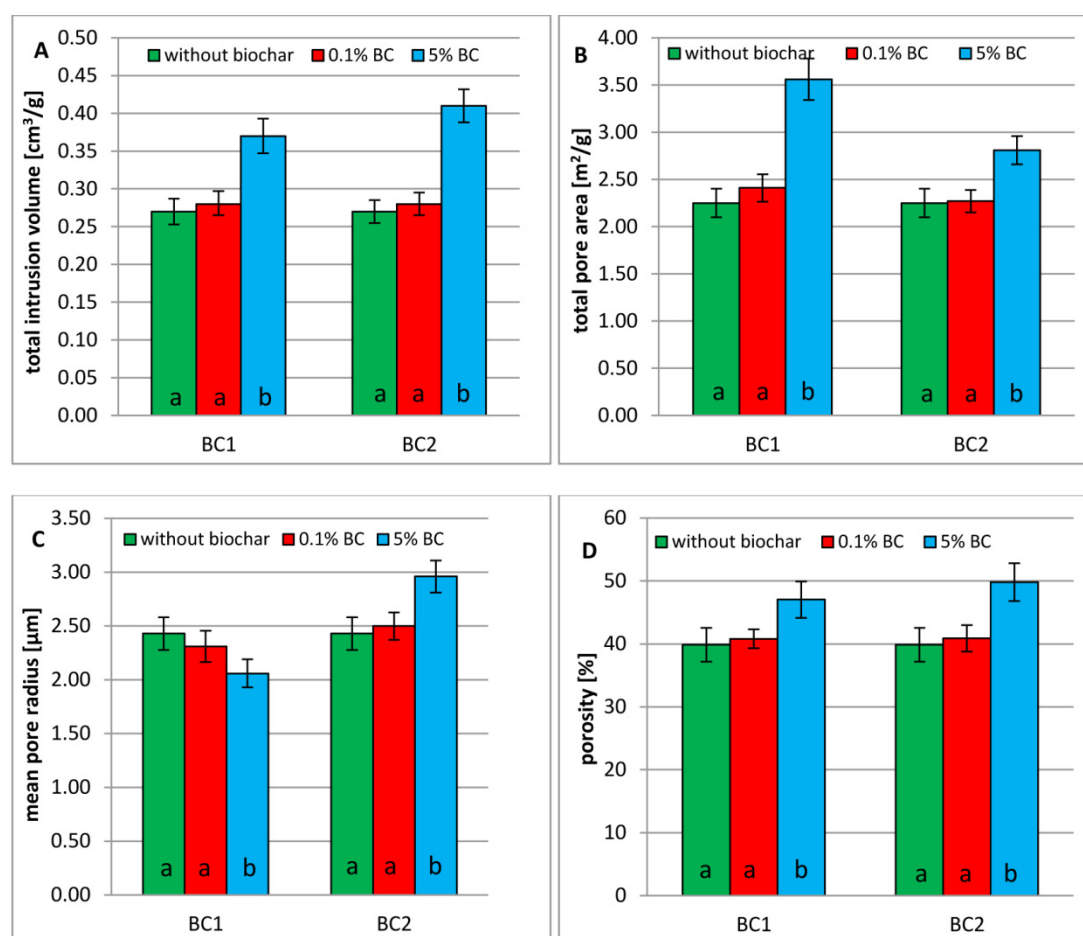 A
without biochar 0.1% BC 5% BC
total intrusion volume [cm³/g]
0.50
0.45
0.40
0.35
0.30
0.25
0.20
0.15
0.10
0.05
0.00
a a b a a b
BC1 BC2
B
without biochar 0.1% BC 5% BC
total pore area [m²/g]
4.00
3.50
3.00
2.50
2.00
1.50
1.00
0.50
0.00
a a b a a b
BC1 BC2
C
without biochar 0.1% BC 5% BC
mean pore radius [µm]
3.50
3.00
2.50
2.00
1.50
1.00
0.50
0.00
a a b a a b
BC1 BC2
D
without biochar 0.1% BC 5% BC
porosity [%]
60
50
40
30
20
10
0
a a b a a b
BC1 BC2